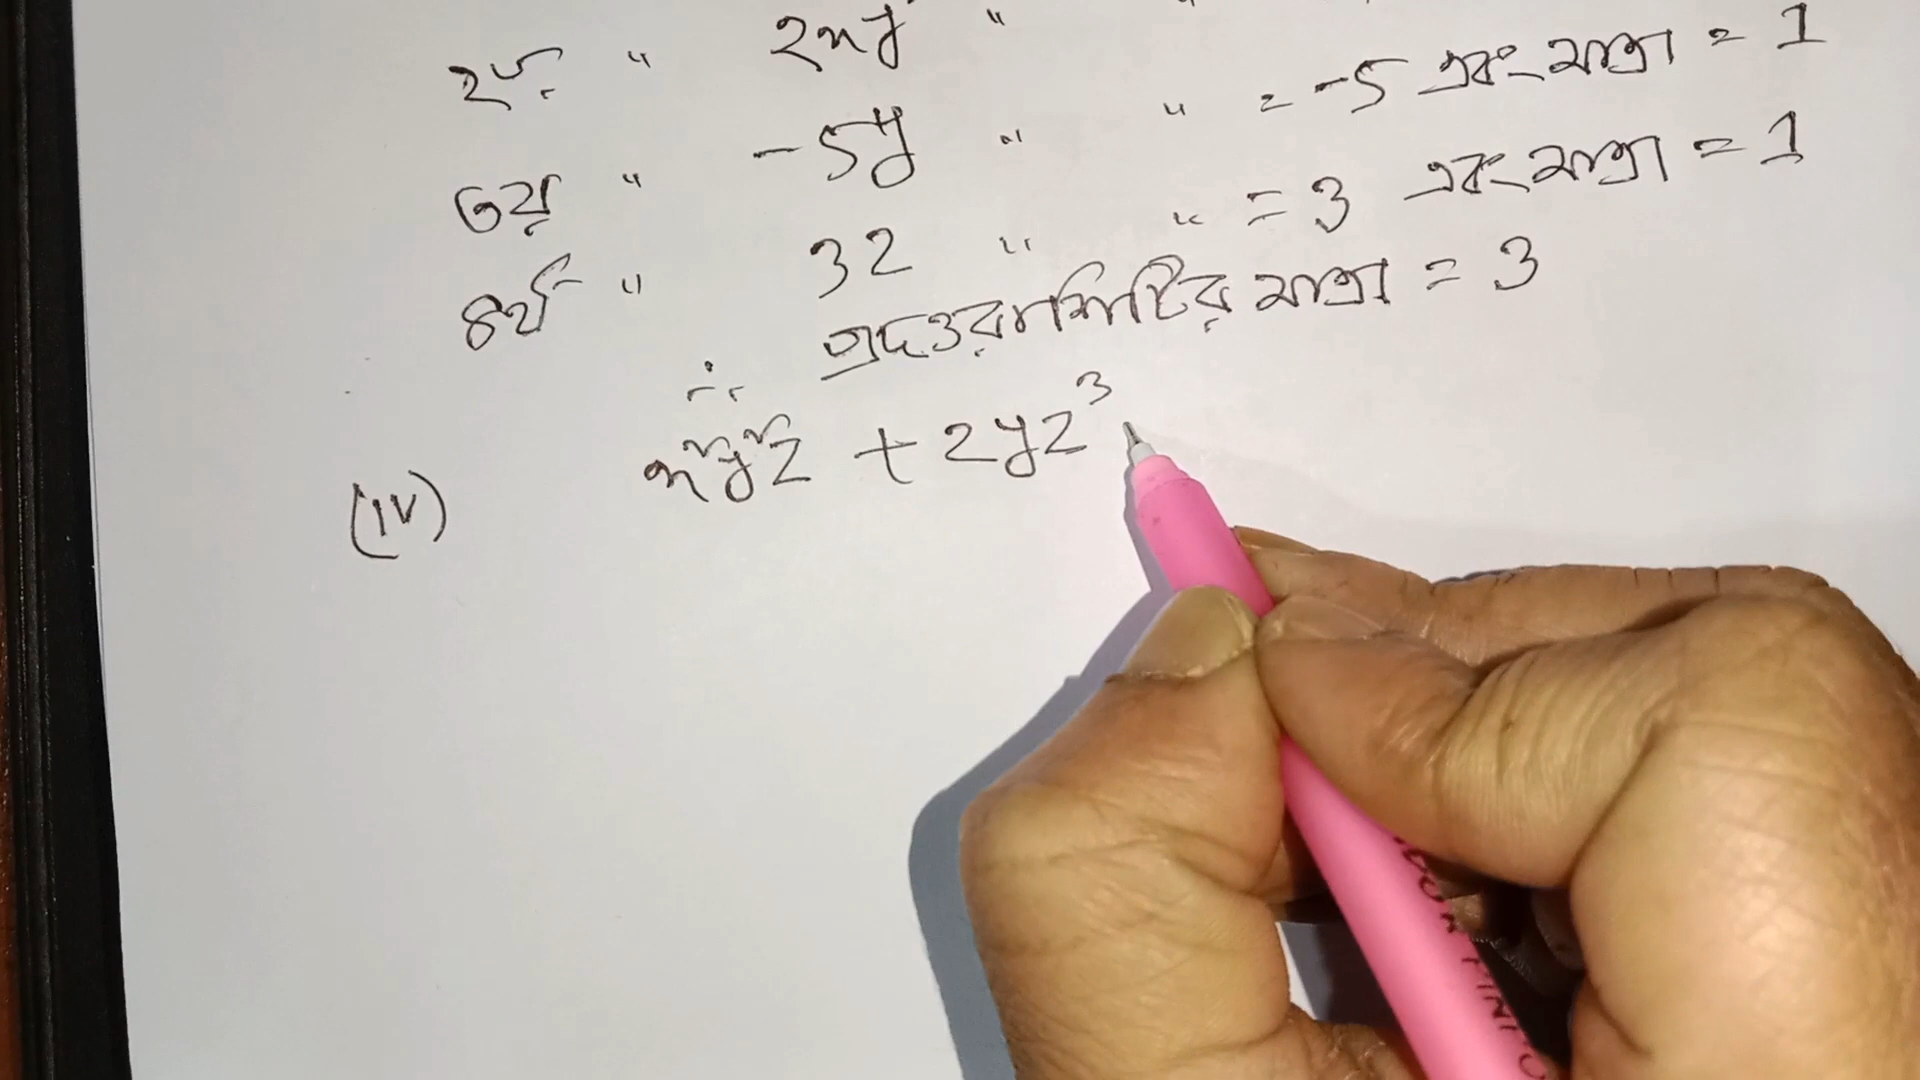 ২য় " 2xy " "
৩য় " -5y " " = -5 এবং মাত্রা = 1
৪র্থ " 3z " " = 3 এবং মাত্রা = 1
∴ প্রদত্ত রাশিটির মাত্রা = 3
(iv) x²y²z + 2yz³